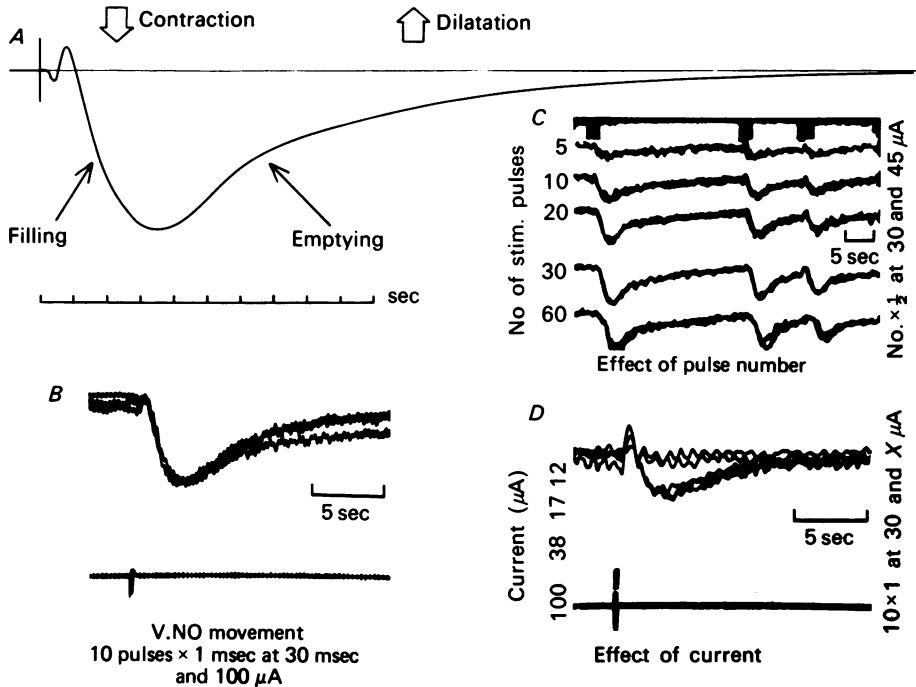 Contraction
Dilatation
A
Filling
Emptying
sec
B
5 sec
V.NO movement
10 pulses × 1 msec at 30 msec
and 100 μA
C
No of stim. pulses
5
10
20
30
60
5 sec
No. × ½ at 30 and 45 μA
Effect of pulse number
D
Current (μA)
100 38 17 12
5 sec
10 × 1 at 30 and X μA
Effect of current